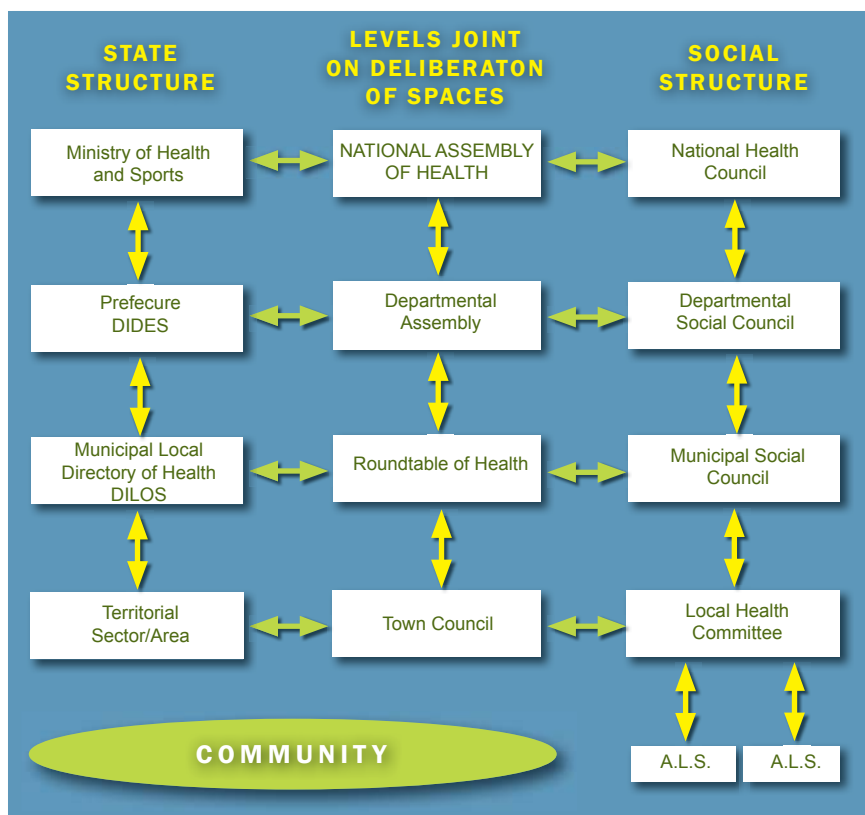 STATE
STRUCTURE
LEVELS JOINT
ON DELIBERATON
OF SPACES
SOCIAL
STRUCTURE
Ministry of Health
and Sports
NATIONAL ASSEMBLY
OF HEALTH
National Health
Council
Prefecure
DIDES
Departmental
Assembly
Departmental
Social Council
Municipal Local
Directory of Health
DILOS
Roundtable of Health
Municipal Social
Council
Territorial
Sector/Area
Town Council
Local Health
Committee
COMMUNITY
A.L.S.
A.L.S.